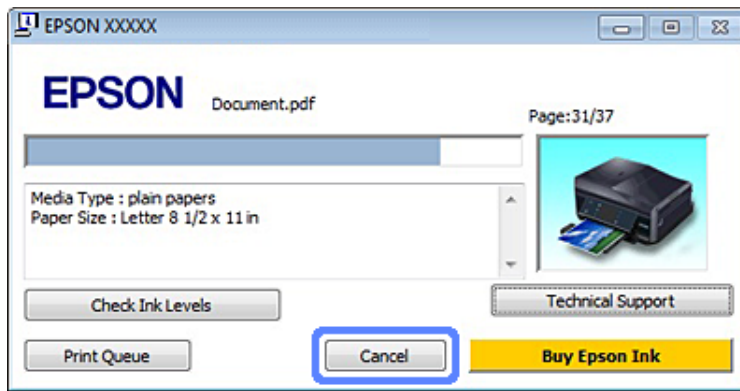 EPSON XXXXX
EPSON
Document.pdf
Page:31/37
Media Type : plain papers
Paper Size : Letter 8 1/2 x 11 in
Check Ink Levels
Technical Support
Print Queue
Cancel
Buy Epson Ink